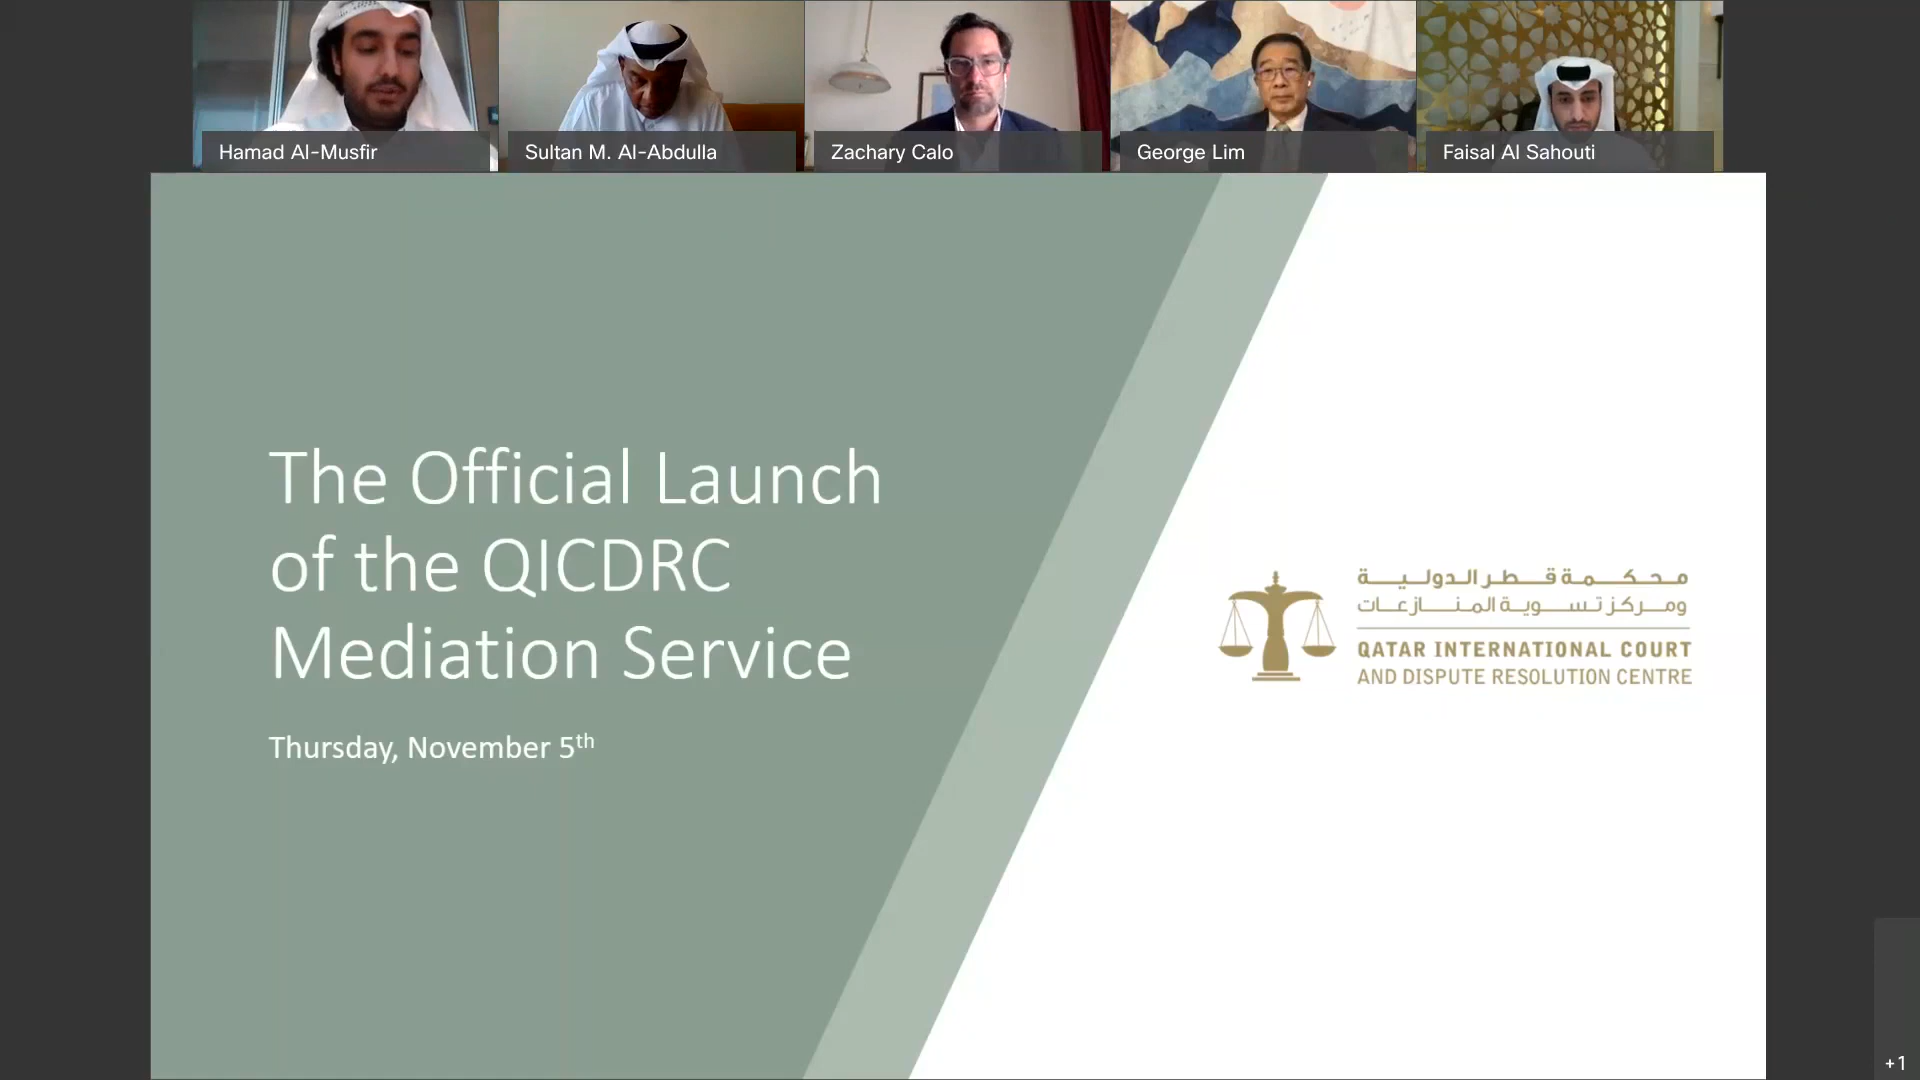 Hamad Al-Musfir
Sultan M. Al-Abdulla
Zachary Calo
George Lim
Faisal Al Sahouti
The Official Launch
of the QICDRC
Mediation Service
Thursday, November 5th
محكمة قطر الدولية
ومركز تسوية المنازعات
QATAR INTERNATIONAL COURT
AND DISPUTE RESOLUTION CENTRE
+1